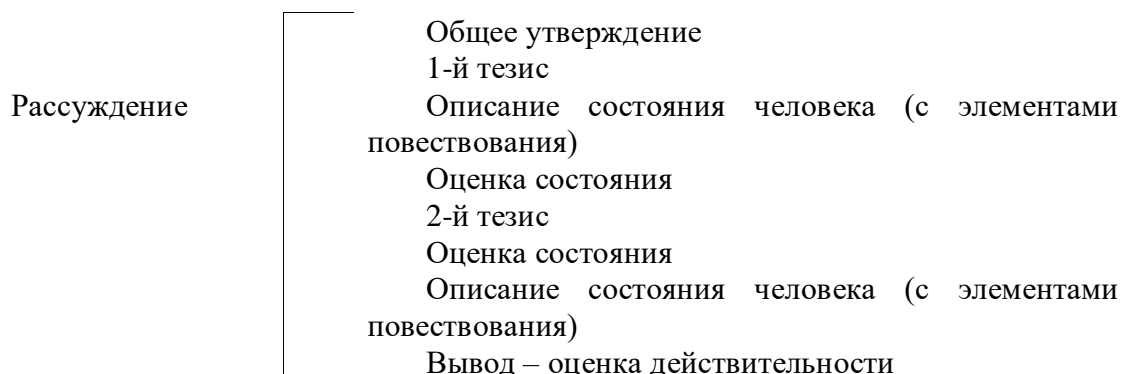 Общее утверждение
1-й тезис
Рассуждение
Описание состояния человека (с элементами
повествования)
Оценка состояния
2-й тезис
Оценка состояния
Описание состояния человека (с элементами
повествования)
Вывод – оценка действительности